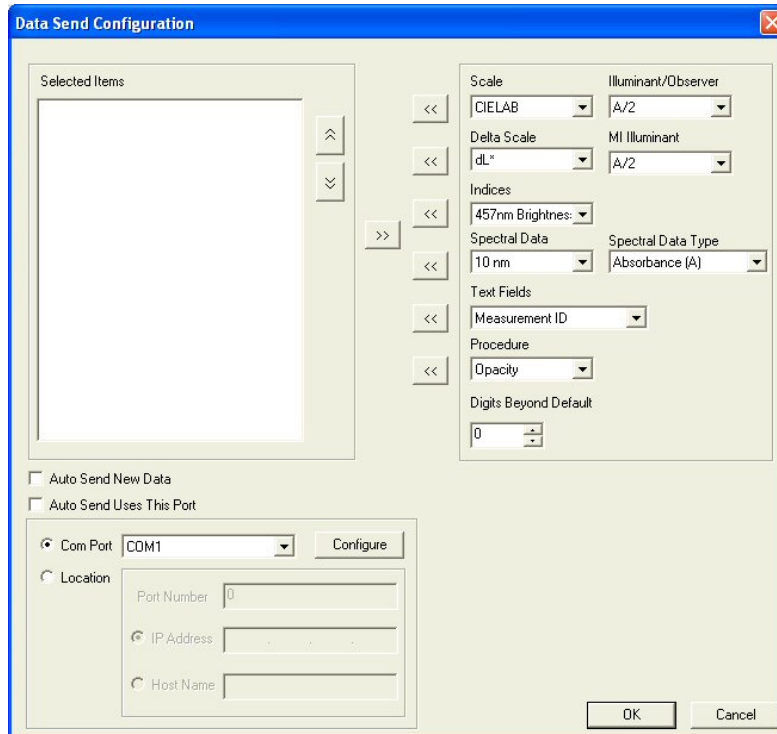 Data Send Configuration
Selected Items
<<
<<
<<
<<
<<
<<
>>
Scale
CIELAB
Illuminant/Observer
A/2
Delta Scale
dL*
MI Illuminant
A/2
Indices
457nm Brightnes
Spectral Data
10 nm
Spectral Data Type
Absorbance (A)
Text Fields
Measurement ID
Procedure
Opacity
Digits Beyond Default
0
Auto Send New Data
Auto Send Uses This Port
Com Port
COM1
Configure
Location
Port Number
0
IP Address
. . .
Host Name
OK
Cancel